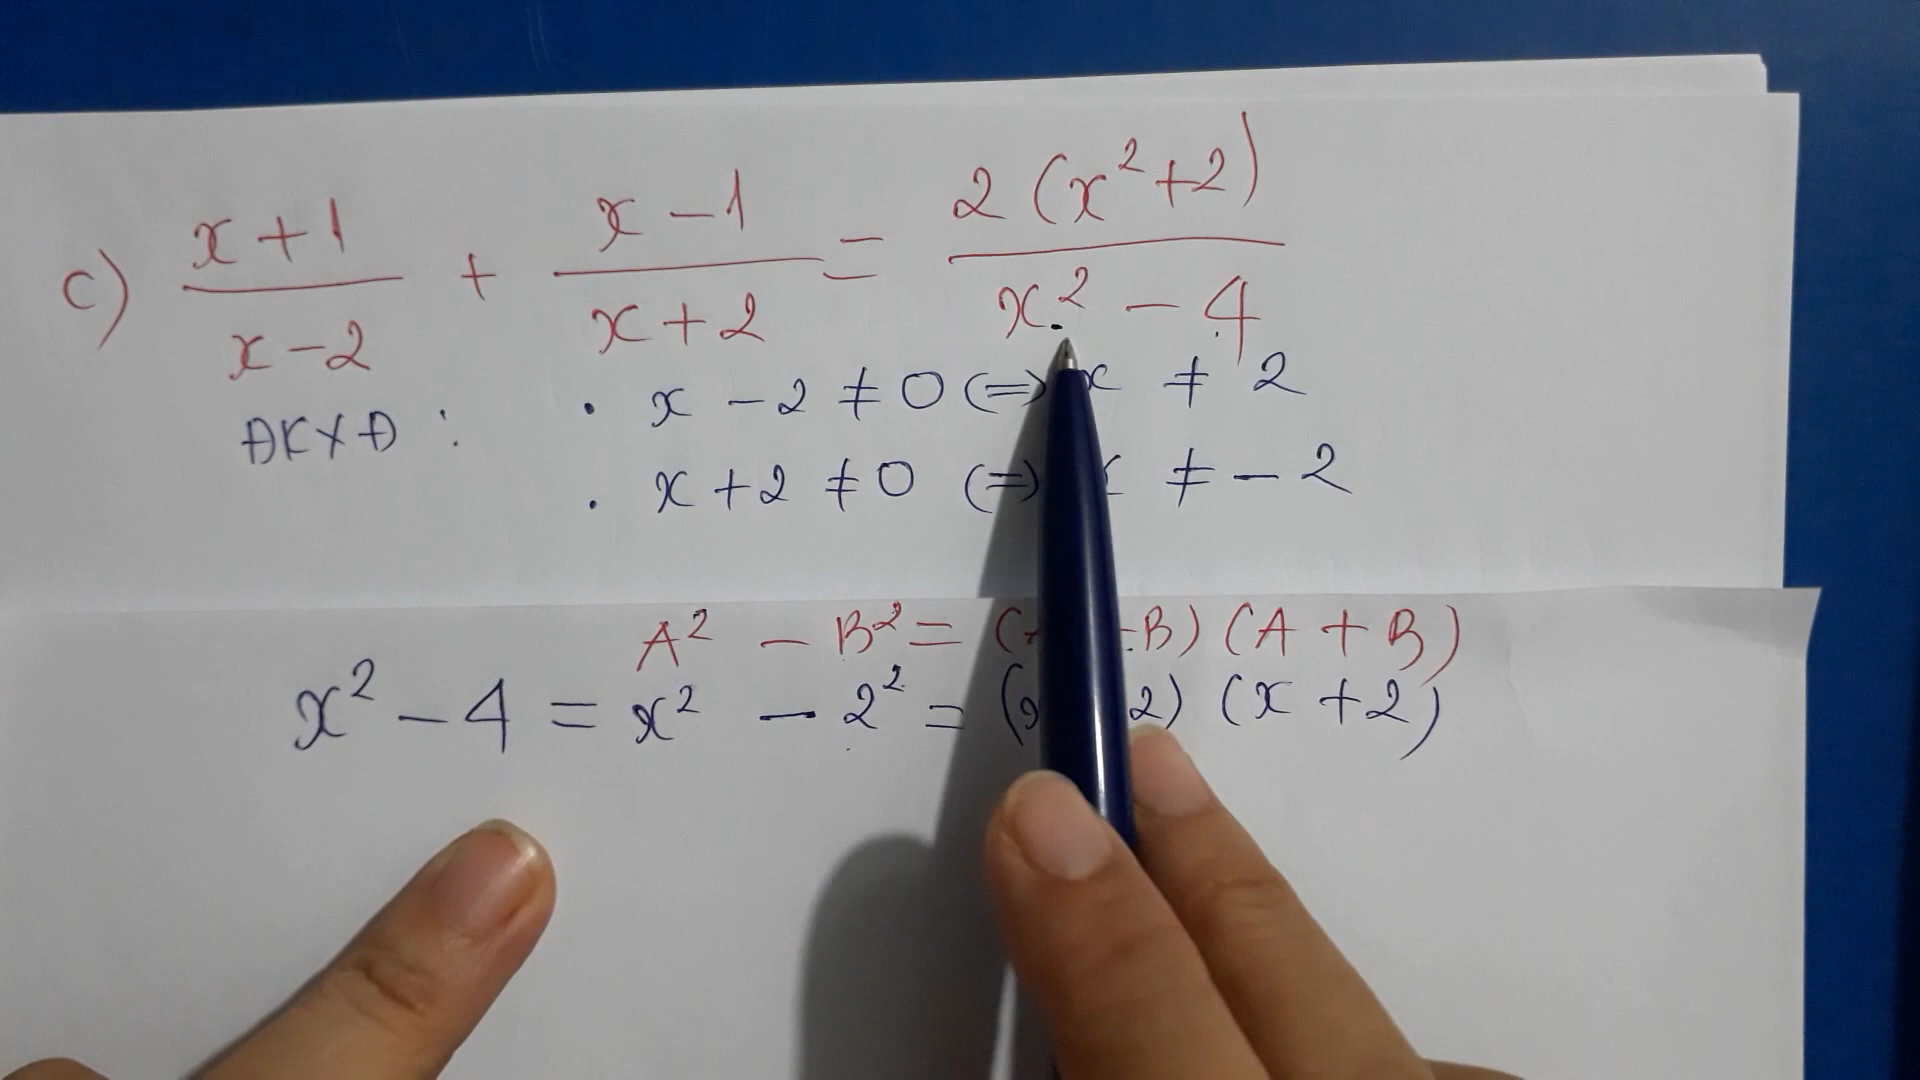 c) x+1/x-2 + x-1/x+2 = 2(x²+2)/x²-4
ĐKXĐ : . x - 2 ≠ 0 (=) x ≠ 2
. x + 2 ≠ 0 (=) x ≠ - 2
A² - B² = ( -B) (A + B)
x² - 4 = x² - 2² = (x 2) (x + 2)